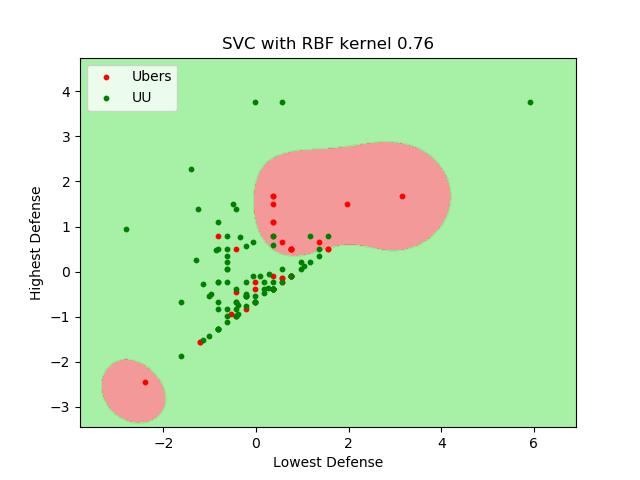 SVC with RBF kernel 0.76
Ubers
UU
4
3
2
1
0
−1
−2
−3
Highest Defense
−2
0
2
4
6
Lowest Defense